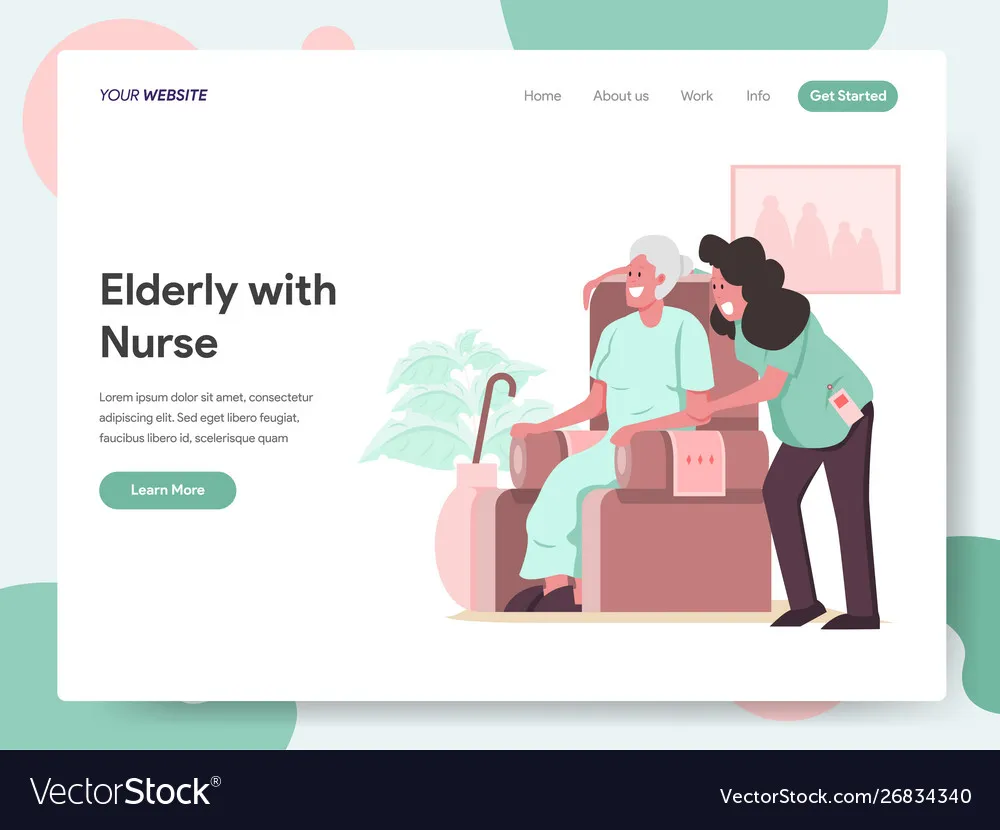 YOUR WEBSITE
Home About us Work Info Get Started
Elderly with
Nurse
Lorem ipsum dolor sit amet, consectetur
adipiscing elit. Sed eget libero feugiat,
faucibus libero id, scelerisque quam
Learn More
VectorStock®
VectorStock.com/26834340